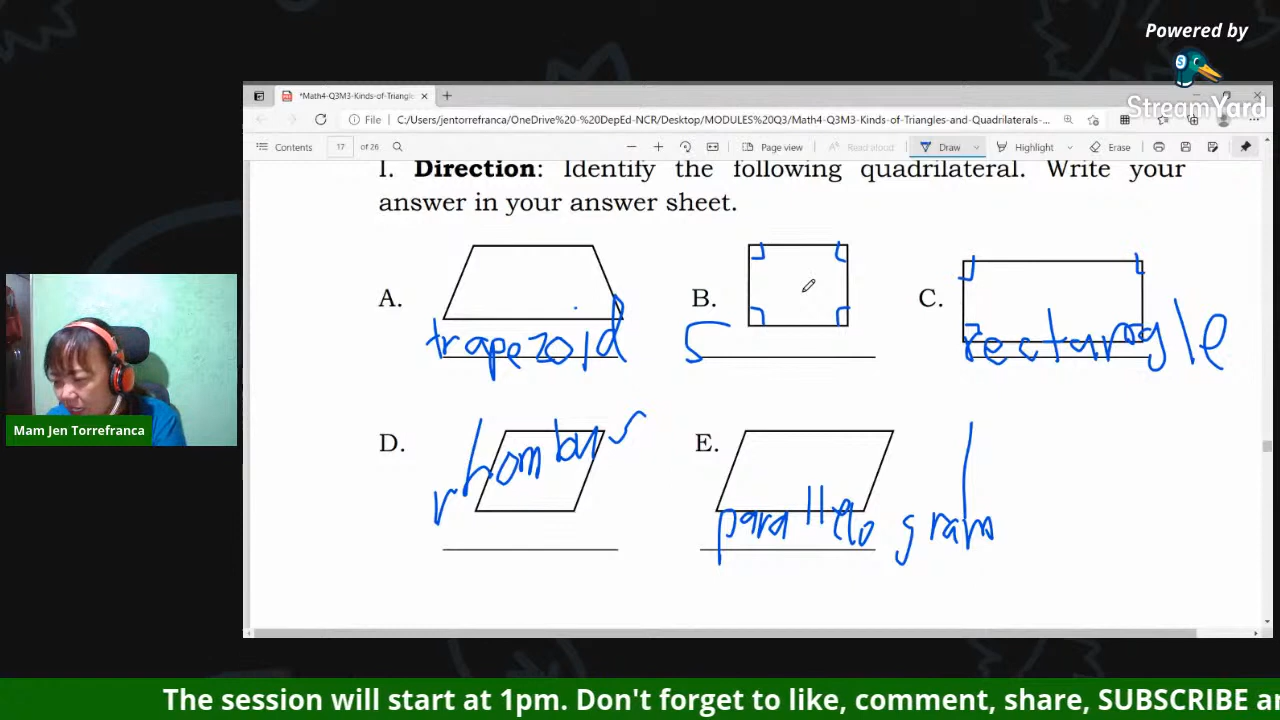 Powered by
StreamYard
*Math4-Q3M3-Kinds-of-Triangle
File C:/Users/jentorrefranca/OneDrive%20-%20DepEd-NCR/Desktop/MODULES%20Q3/Math4-Q3M3-Kinds-of-Triangles-and-Quadrilaterals-...
Contents 17 of 26 Page view Read aloud Draw Highlight Erase
I. Direction: Identify the following quadrilateral. Write your
answer in your answer sheet.
A. B. C.
trapezoid S rectangle
D. E.
rhombus parallelogram
Mam Jen Torrefranca
The session will start at 1pm. Don't forget to like, comment, share, SUBSCRIBE a